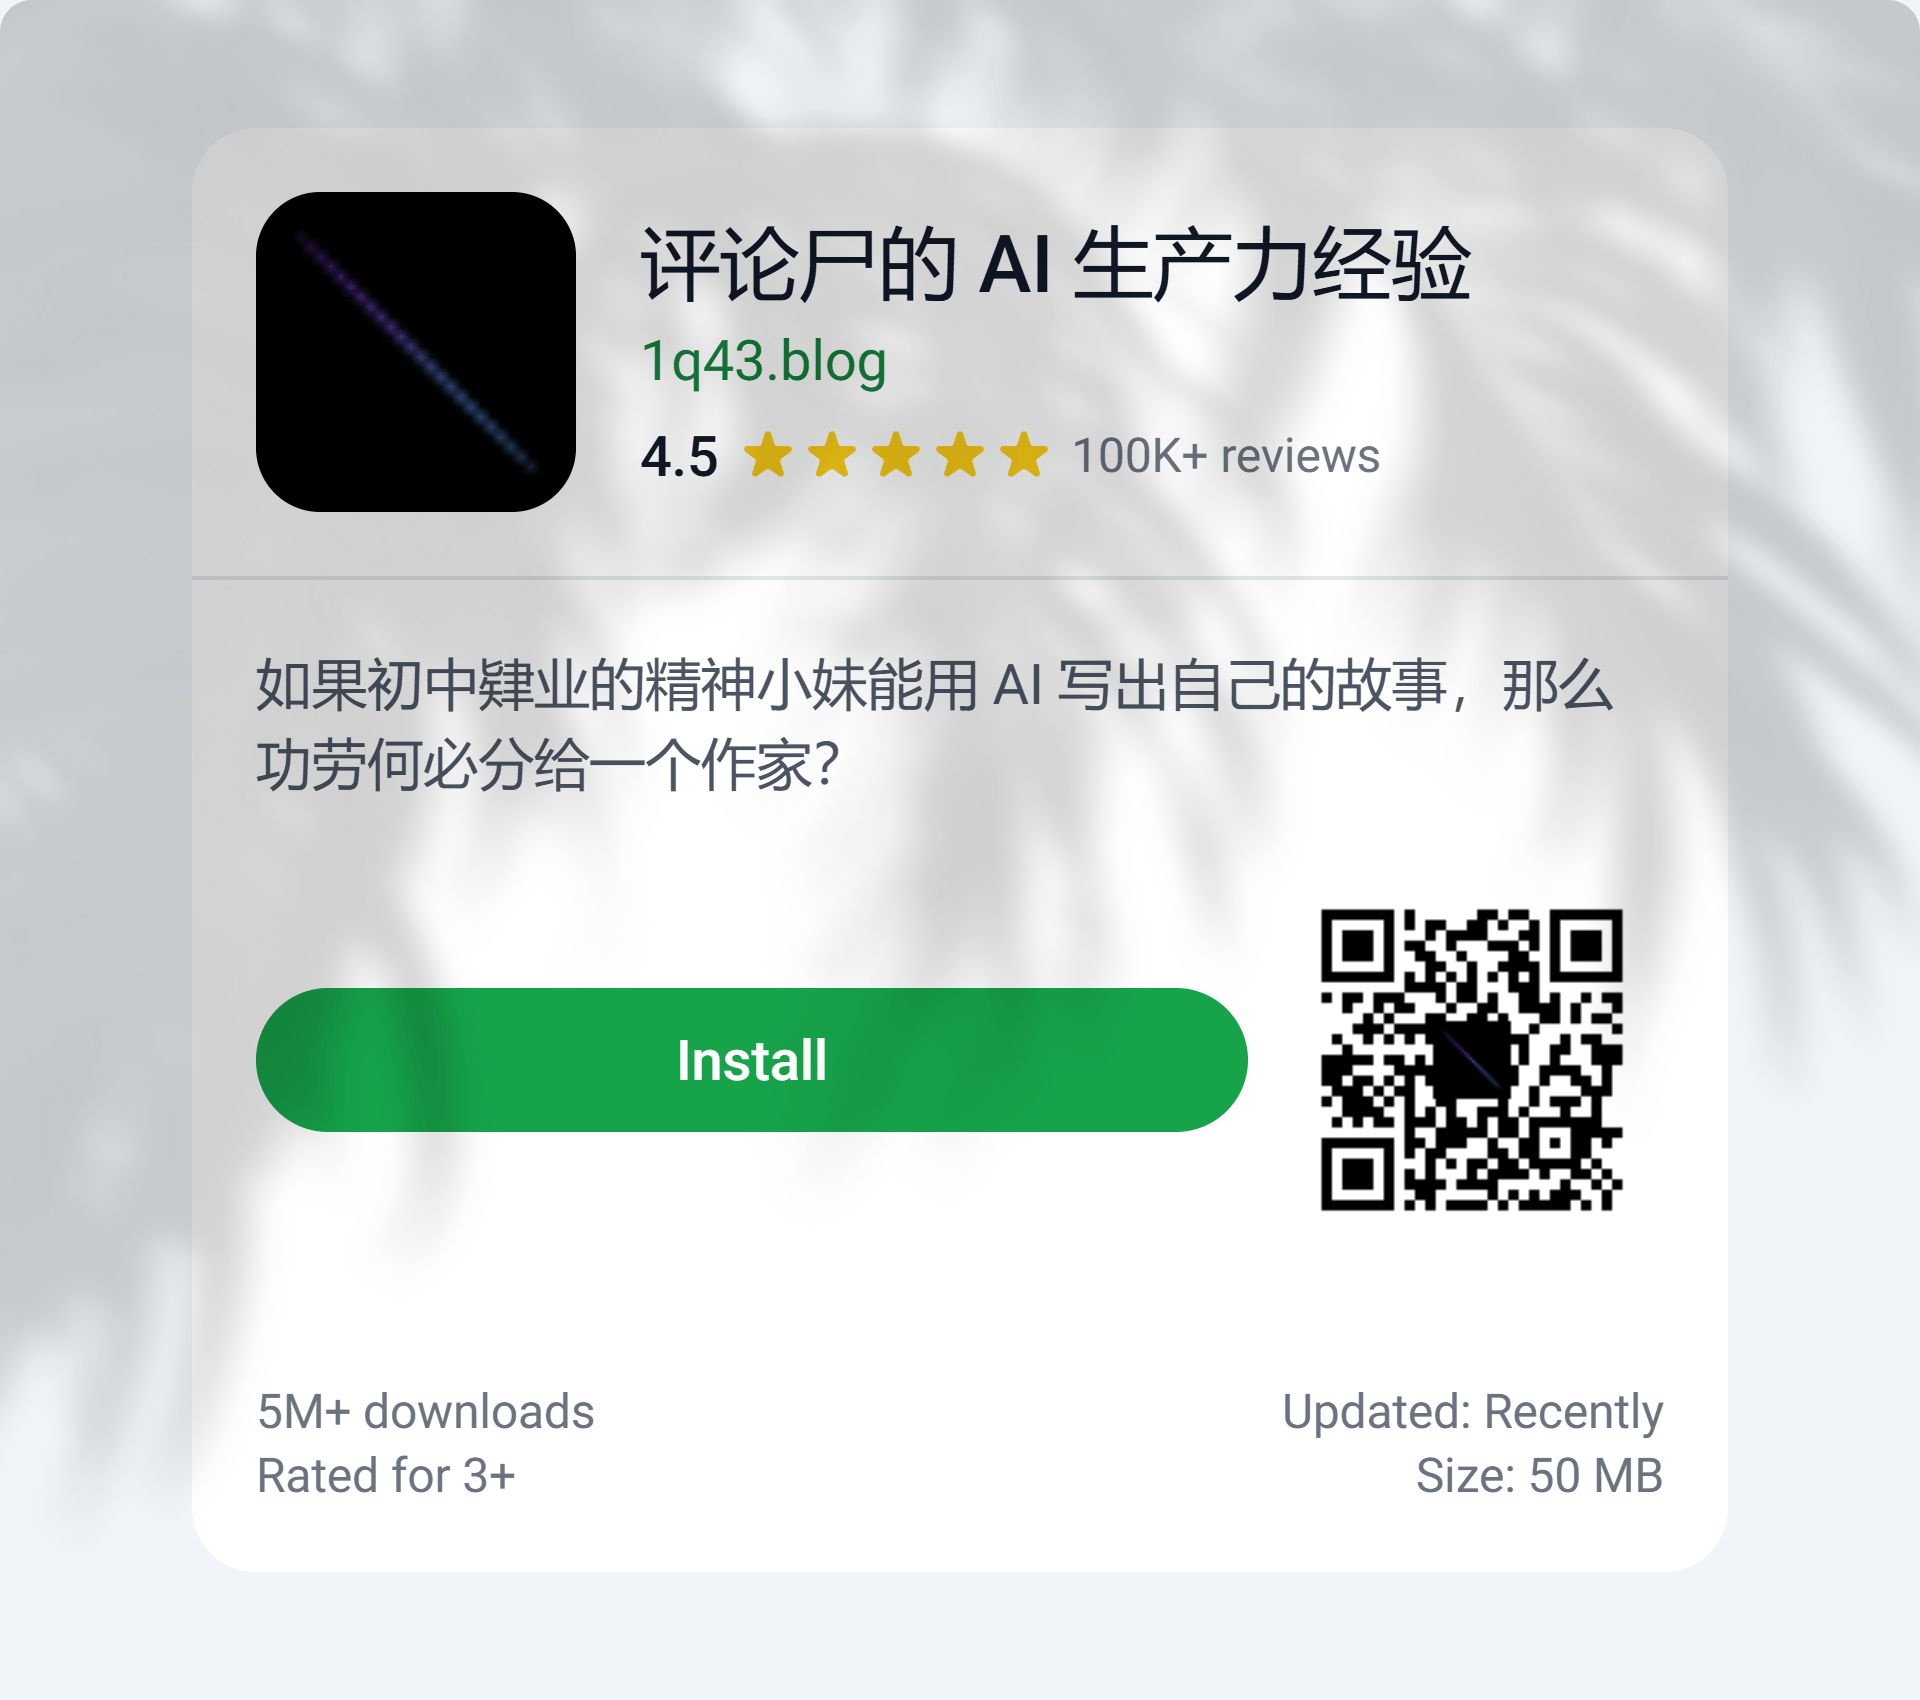 评论尸的 AI 生产力经验
1q43.blog
4.5 100K+ reviews
如果初中肄业的精神小妹能用 AI 写出自己的故事，那么
功劳何必分给一个作家？
Install
5M+ downloads
Updated: Recently
Rated for 3+
Size: 50 MB